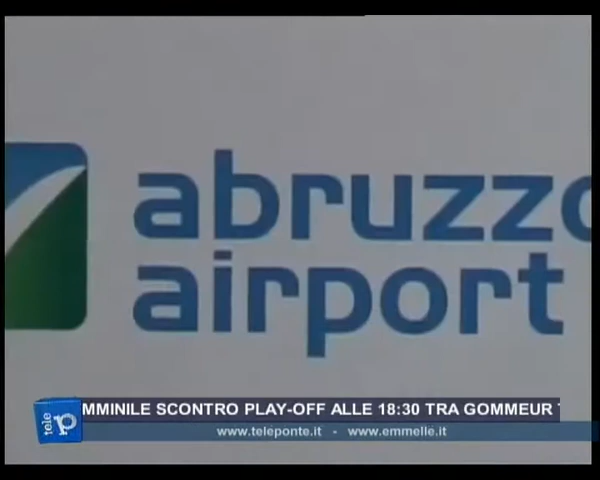 abruzzo
airport
MMINILE SCONTRO PLAY-OFF ALLE 18:30 TRA GOMMEUR
tele p
www.teleponte.it - www.emmelle.it